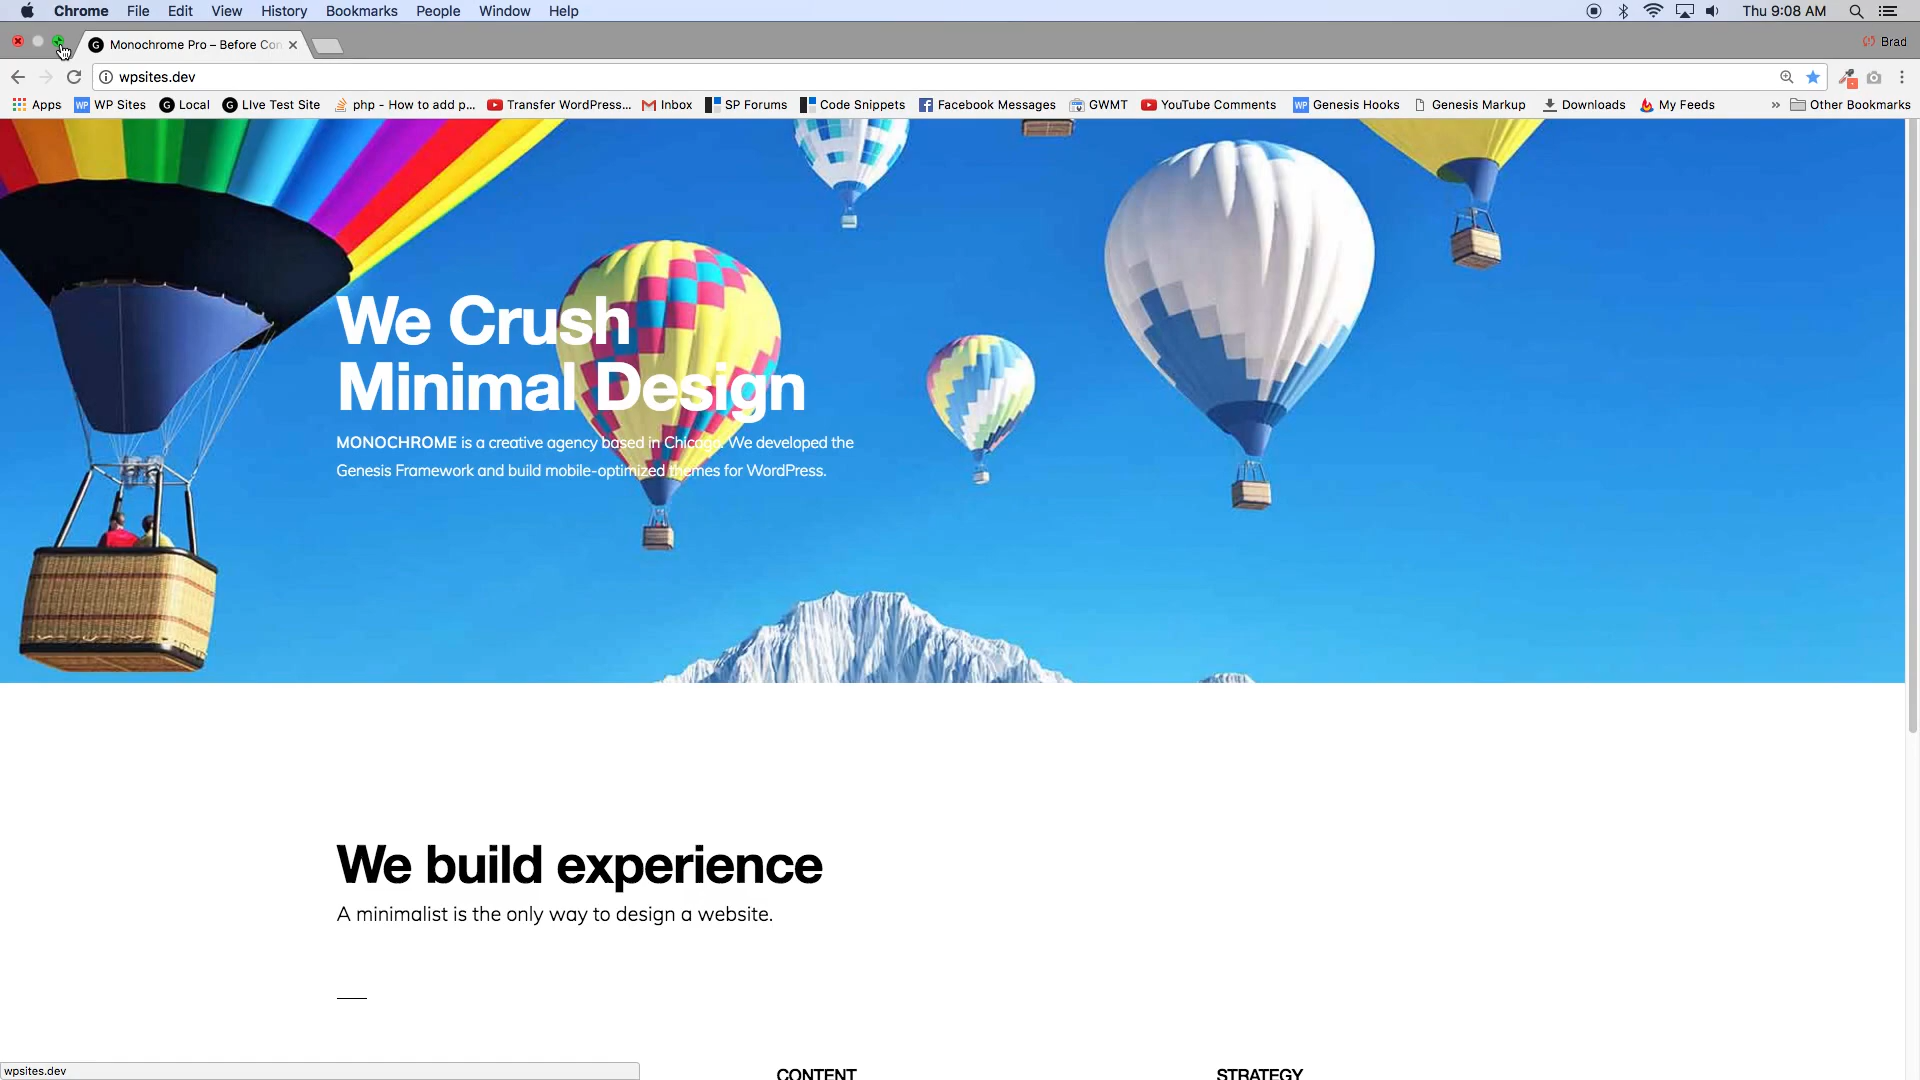 Chrome File Edit View History Bookmarks People Window Help Thu 9:08 AM
Monochrome Pro – Before Con Brad
wpsites.dev
Apps WP Sites Local LIve Test Site php - How to add p... Transfer WordPress... Inbox SP Forums Code Snippets Facebook Messages GWMT YouTube Comments Genesis Hooks Genesis Markup Downloads My Feeds » Other Bookmarks
We Crush
Minimal Design
MONOCHROME is a creative agency based in Chicago. We developed the
Genesis Framework and build mobile-optimized themes for WordPress.
We build experience
A minimalist is the only way to design a website.
CONTENT STRATEGY
wpsites.dev